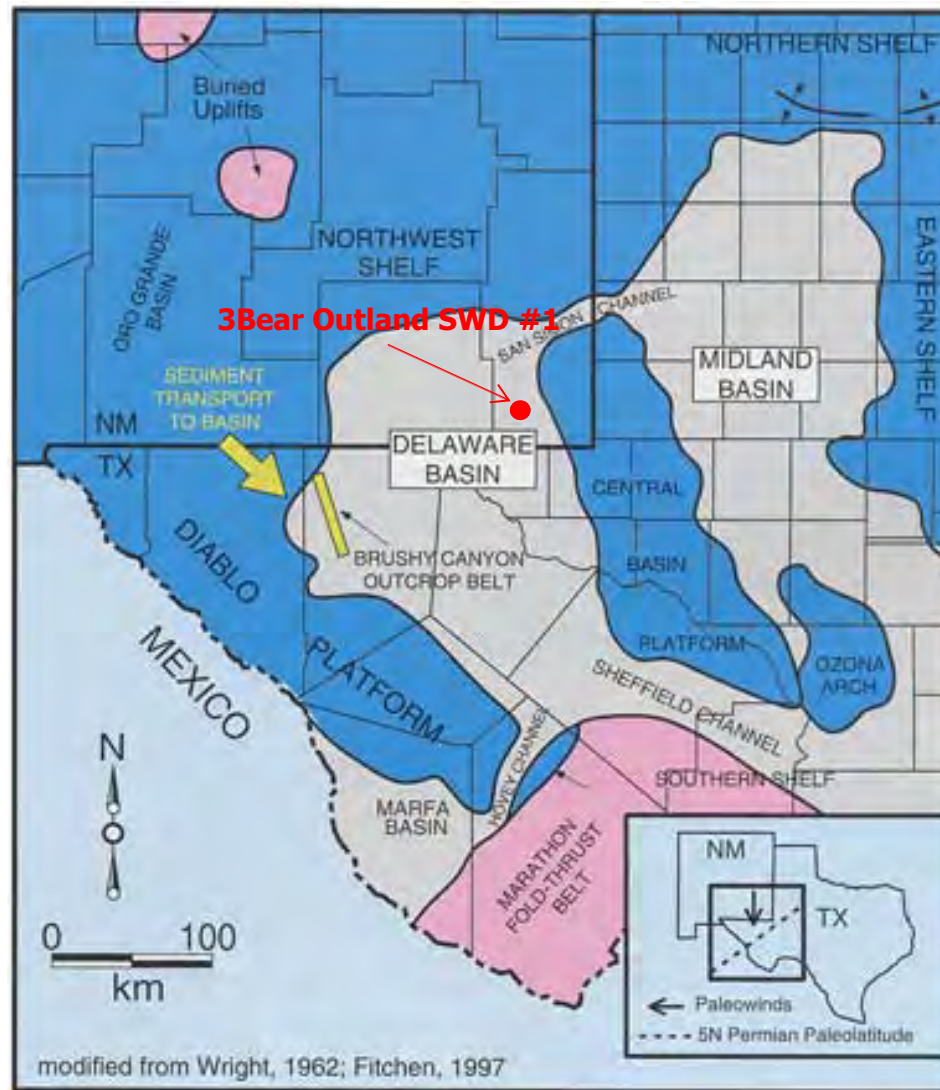 NORTHERN SHELF
Buried
Uplifts
NORTHWEST
SHELF
EASTERN SHELF
ORO GRANDE
BASIN
3Bear Outland SWD #1
SAN SIMON CHANNEL
MIDLAND
BASIN
SEDIMENT
TRANSPORT
TO BASIN
NM
TX
DELAWARE
BASIN
CENTRAL
BASIN
PLATFORM
DIABLO
PLATFORM
BRUSHY CANYON
OUTCROP BELT
MEXICO
OZONA
ARCH
SHEFFIELD CHANNEL
HOVEY CHANNEL
SOUTHERN SHELF
MARFA
BASIN
MARATHON
FOLD-THRUST
BELT
N
0 100
km
NM
TX
Paleowinds
5N Permian Paleolatitude
modified from Wright, 1962; Fitchen, 1997